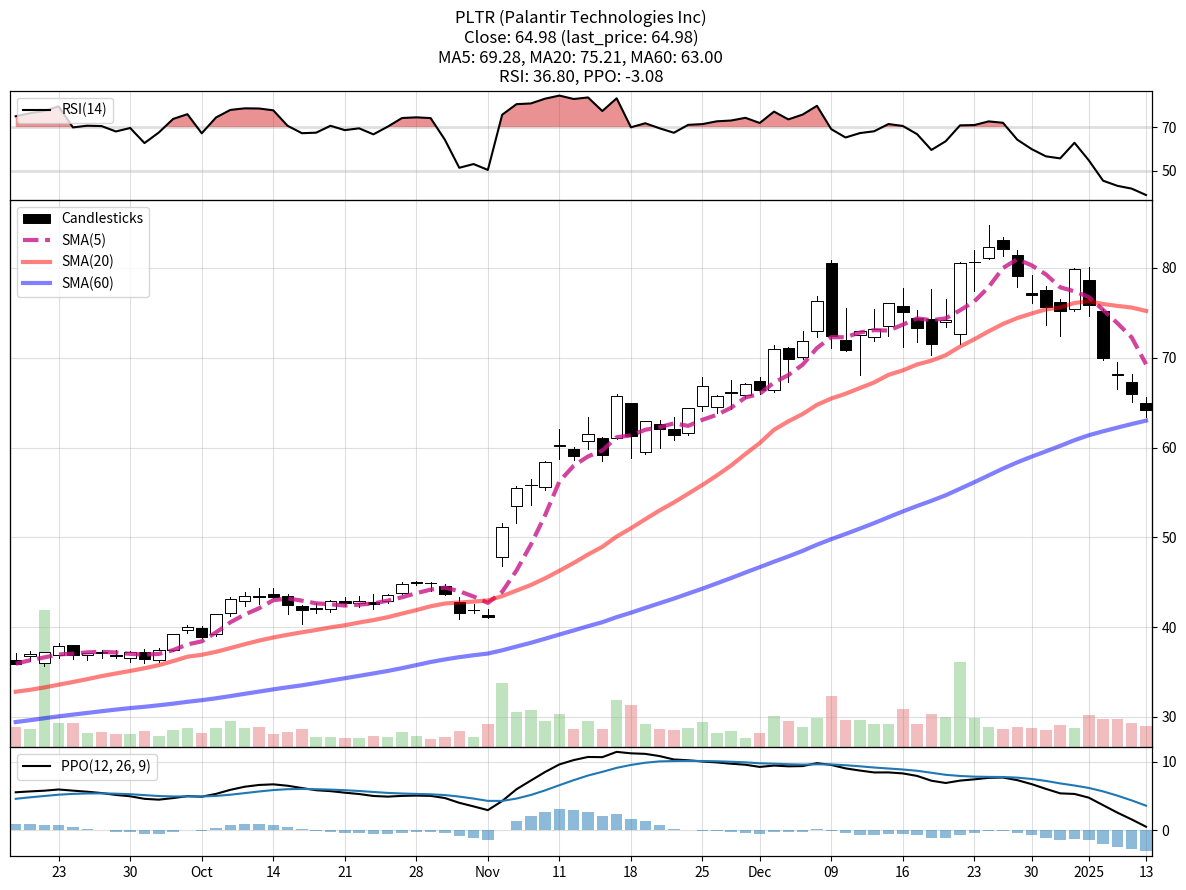 PLTR (Palantir Technologies Inc)
Close: 64.98 (last_price: 64.98)
MA5: 69.28, MA20: 75.21, MA60: 63.00
RSI: 36.80, PPO: -3.08
RSI(14)
70
50
Candlesticks
SMA(5)
SMA(20)
SMA(60)
80
70
60
50
40
30
PPO(12, 26, 9)
10
0
23 30 Oct 14 21 28 Nov 11 18 25 Dec 09 16 23 30 2025 13